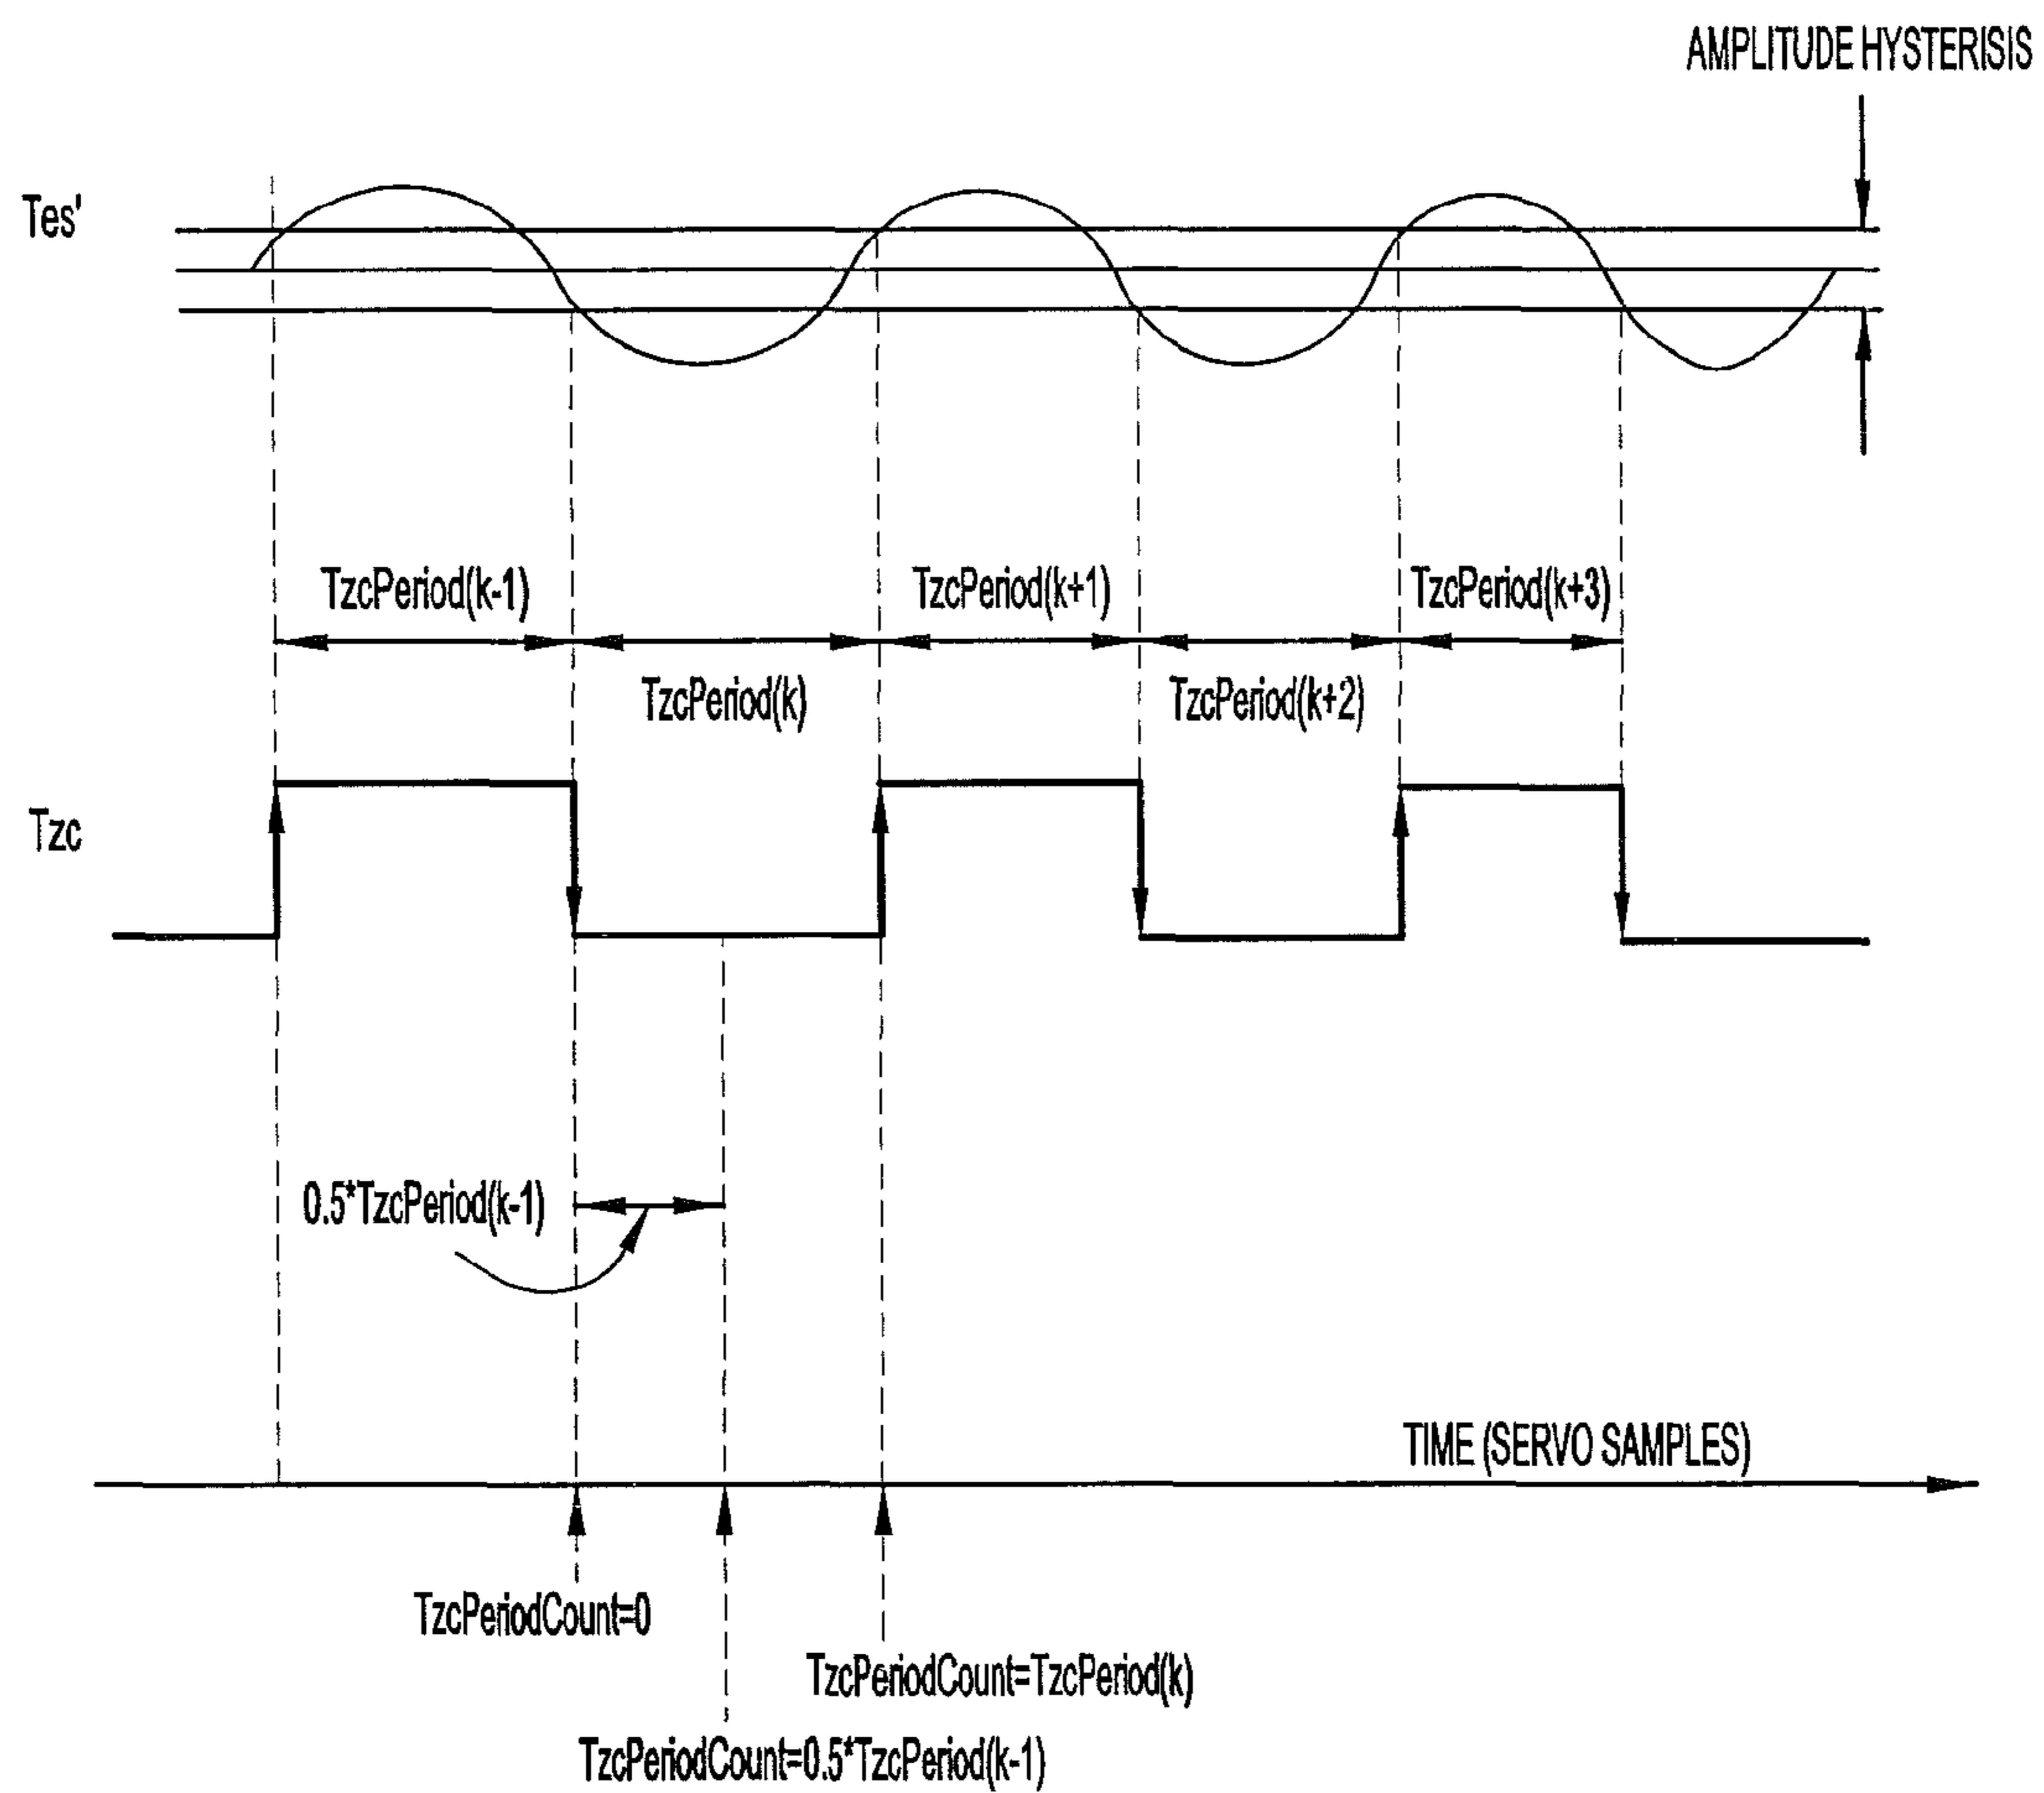 AMPLITUDE HYSTERISIS
Tes'
TzcPeriod(k-1)
TzcPeriod(k+1)
TzcPeriod(k+3)
TzcPeriod(k)
TzcPeriod(k+2)
Tzc
0.5*TzcPeriod(k-1)
TIME (SERVO SAMPLES)
TzcPeriodCount=0
TzcPeriodCount=TzcPeriod(k)
TzcPeriodCount=0.5*TzcPeriod(k-1)